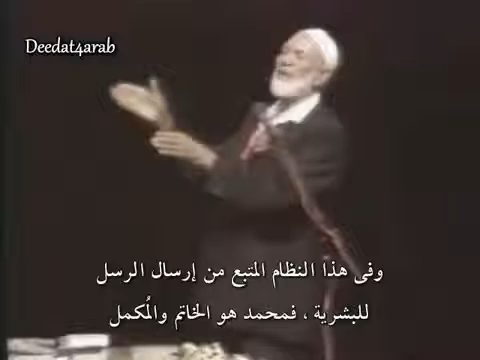 Deedat4arab
وفى هذا النظام المتبع من إرسال الرسل
للبشرية ، فمحمد هو الخاتم والمُكمل